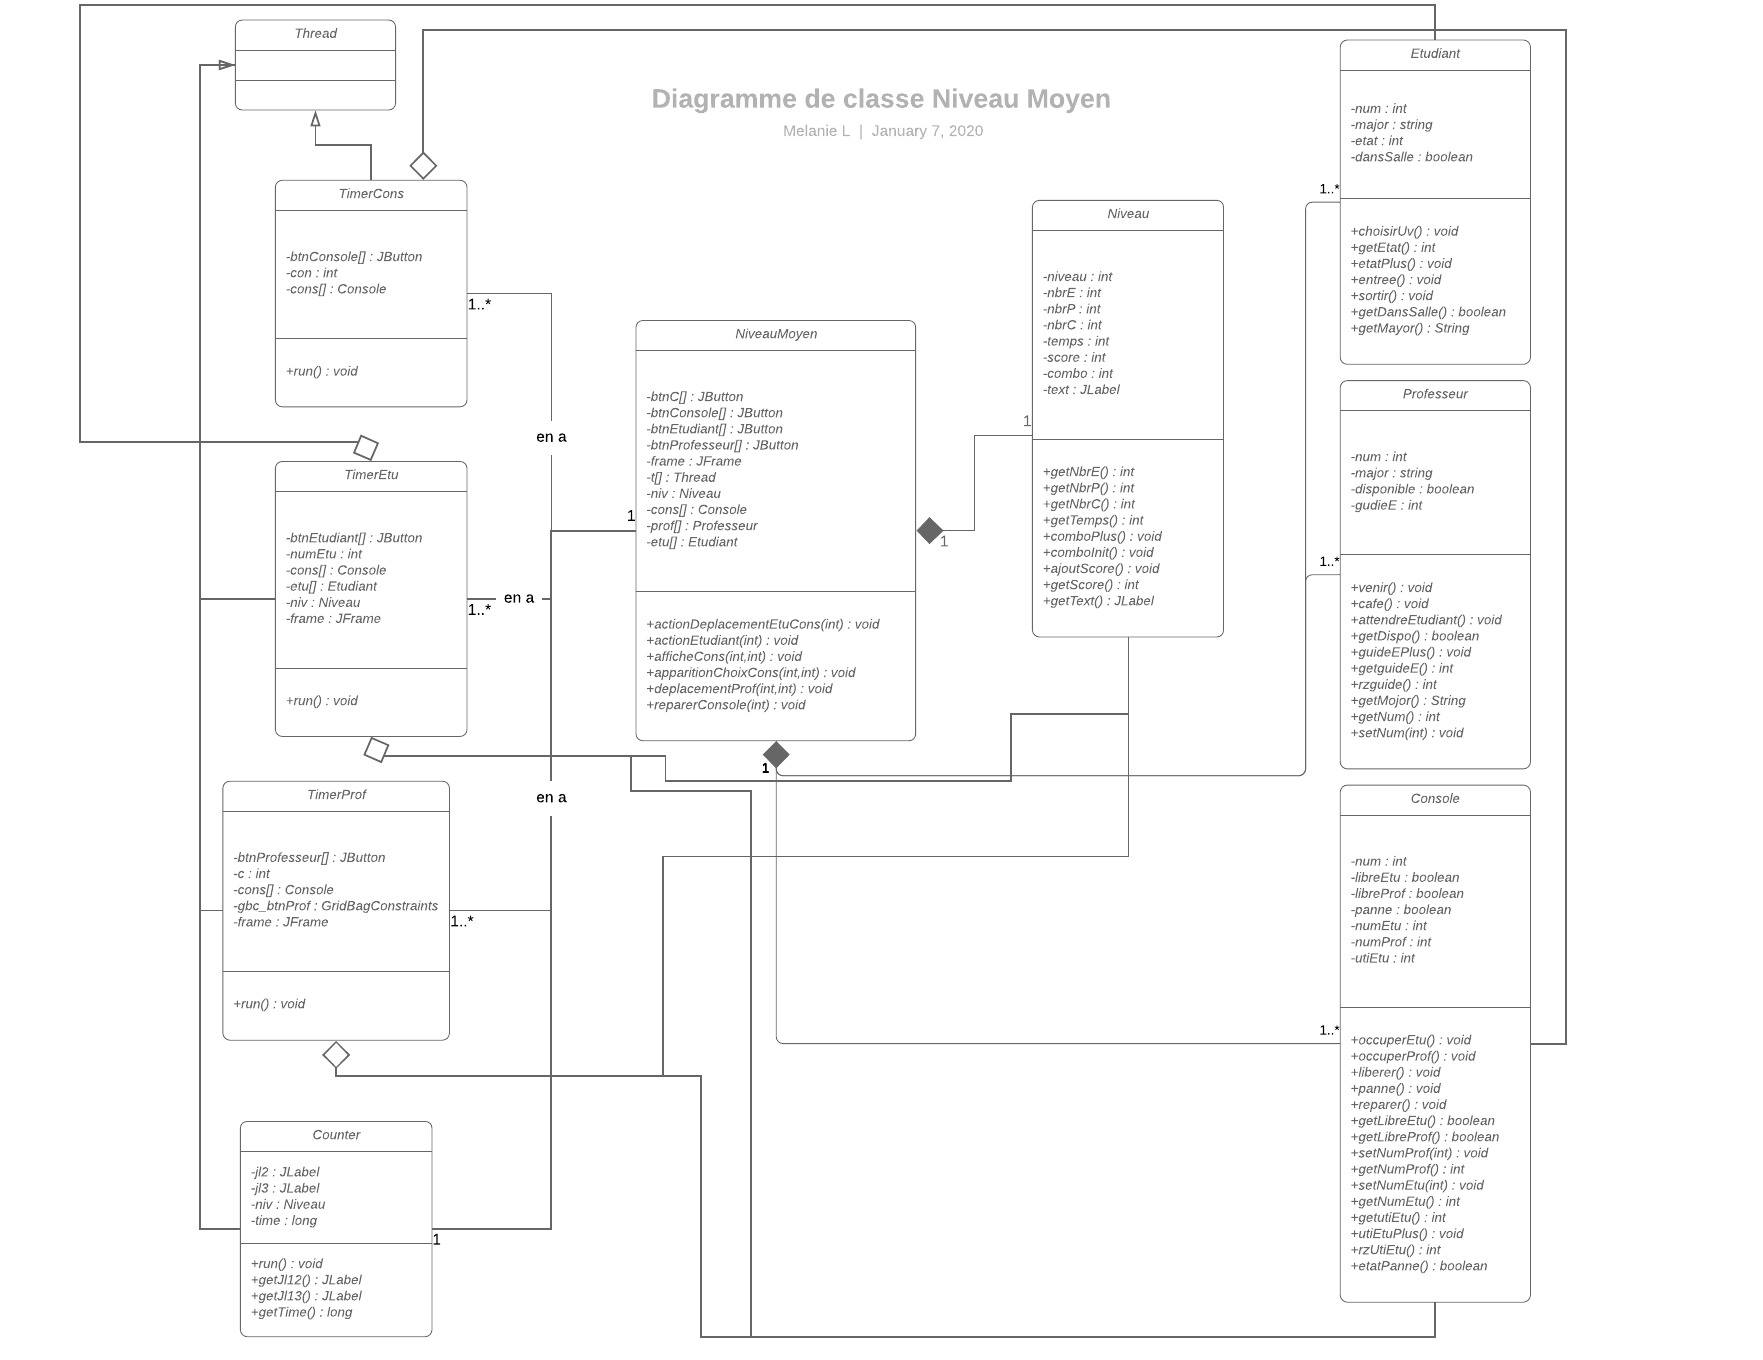 Diagramme de classe Niveau Moyen
Melanie L | January 7, 2020
Thread
TimerCons
-btnConsole[] : JButton
-con : int
-cons[] : Console
+run() : void
1..*
en a
TimerEtu
-btnEtudiant[] : JButton
-numEtu : int
-cons[] : Console
-etu[] : Etudiant
-niv : Niveau
-frame : JFrame
+run() : void
1..*
en a
TimerProf
-btnProfesseur[] : JButton
-c : int
-cons[] : Console
-gbc_btnProf : GridBagConstraints
-frame : JFrame
+run() : void
1..*
en a
Counter
-jl2 : JLabel
-jl3 : JLabel
-niv : Niveau
-time : long
+run() : void
+getJl12() : JLabel
+getJl13() : JLabel
+getTime() : long
1
1
NiveauMoyen
-btnC[] : JButton
-btnConsole[] : JButton
-btnEtudiant[] : JButton
-btnProfesseur[] : JButton
-frame : JFrame
-t[] : Thread
-niv : Niveau
-cons[] : Console
-prof[] : Professeur
-etu[] : Etudiant
+actionDeplacementEtuCons(int) : void
+actionEtudiant(int) : void
+afficheCons(int,int) : void
+apparitionChoixCons(int,int) : void
+deplacementProf(int,int) : void
+reparerConsole(int) : void
1
1
1
Niveau
-niveau : int
-nbrE : int
-nbrP : int
-nbrC : int
-temps : int
-score : int
-combo : int
-text : JLabel
+getNbrE() : int
+getNbrP() : int
+getNbrC() : int
+getTemps() : int
+comboPlus() : void
+comboInit() : void
+ajoutScore() : void
+getScore() : int
+getText() : JLabel
Etudiant
-num : int
-major : string
-etat : int
-dansSalle : boolean
1..*
+choisirUv() : void
+getEtat() : int
+etatPlus() : void
+entree() : void
+sortir() : void
+getDansSalle() : boolean
+getMayor() : String
Professeur
-num : int
-major : string
-disponible : boolean
-gudieE : int
1..*
+venir() : void
+cafe() : void
+attendreEtudiant() : void
+getDispo() : boolean
+guideEPlus() : void
+getguideE() : int
+rzguide() : int
+getMojor() : String
+getNum() : int
+setNum(int) : void
Console
-num : int
-libreEtu : boolean
-libreProf : boolean
-panne : boolean
-numEtu : int
-numProf : int
-utiEtu : int
1..*
+occuperEtu() : void
+occuperProf() : void
+liberer() : void
+panne() : void
+reparer() : void
+getLibreEtu() : boolean
+getLibreProf() : boolean
+setNumProf(int) : void
+getNumProf() : int
+setNumEtu(int) : void
+getNumEtu() : int
+getutiEtu() : int
+utiEtuPlus() : void
+rzUtiEtu() : int
+etatPanne() : boolean